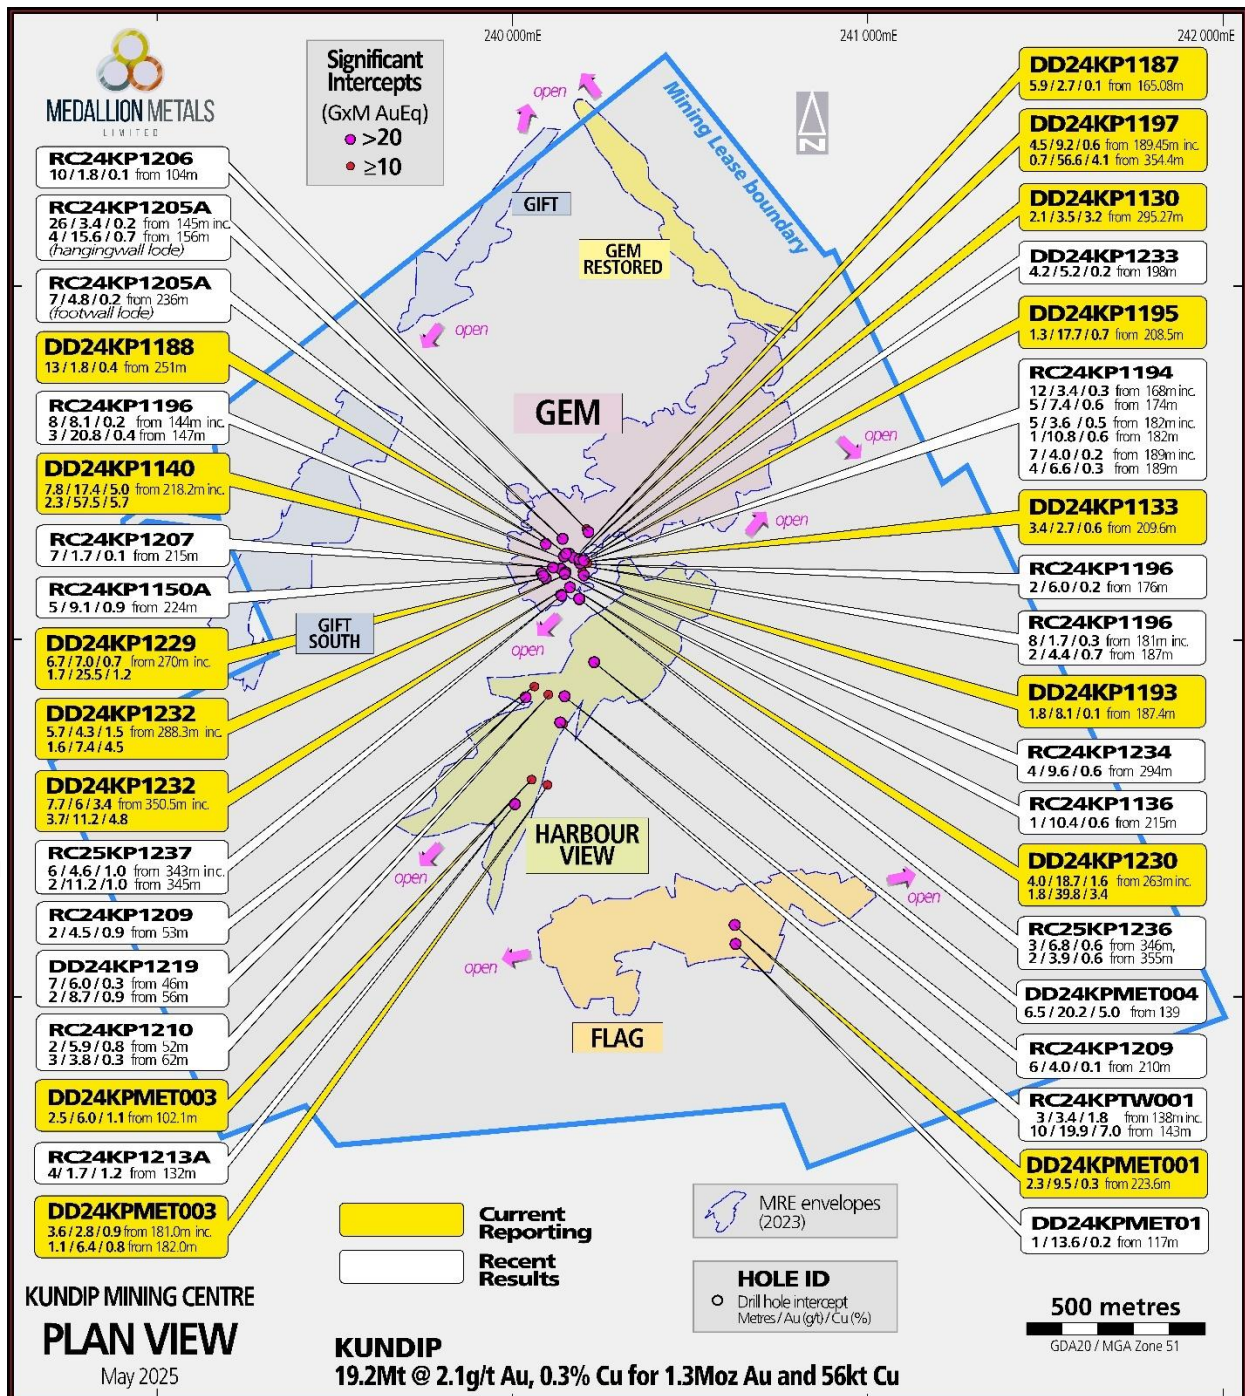 240 000mE
241 000mE
242 000mE
MEDALLION METALS
LIMITED
Significant
Intercepts
(GxM AuEq)
>20
≥10
open
N
Mining Lease boundary
GIFT
GEM
RESTORED
open
GEM
open
open
GIFT
SOUTH
open
HARBOUR
VIEW
open
open
open
FLAG
RC24KP1206
10 / 1.8 / 0.1 from 104m
RC24KP1205A
26 / 3.4 / 0.2 from 145m inc.
4 / 15.6 / 0.7 from 156m
(hangingwall lode)
RC24KP1205A
7 / 4.8 / 0.2 from 236m
(footwall lode)
DD24KP1188
13 / 1.8 / 0.4 from 251m
RC24KP1196
8 / 8.1 / 0.2 from 144m inc.
3 / 20.8 / 0.4 from 147m
DD24KP1140
7.8 / 17.4 / 5.0 from 218.2m inc.
2.3 / 57.5 / 5.7
RC24KP1207
7 / 1.7 / 0.1 from 215m
RC24KP1150A
5 / 9.1 / 0.9 from 224m
DD24KP1229
6.7 / 7.0 / 0.7 from 270m inc.
1.7 / 25.5 / 1.2
DD24KP1232
5.7 / 4.3 / 1.5 from 288.3m inc.
1.6 / 7.4 / 4.5
DD24KP1232
7.7 / 6 / 3.4 from 350.5m inc.
3.7/ 11.2 / 4.8
RC25KP1237
6 / 4.6 / 1.0 from 343m inc.
2 /11.2 /1.0 from 345m
RC24KP1209
2 / 4.5 / 0.9 from 53m
DD24KP1219
7 / 6.0 / 0.3 from 46m
2 / 8.7 / 0.9 from 56m
RC24KP1210
2 / 5.9 / 0.8 from 52m
3 / 3.8 / 0.3 from 62m
DD24KPMET003
2.5 / 6.0 / 1.1 from 102.1m
RC24KP1213A
4/ 1.7 / 1.2 from 132m
DD24KPMET003
3.6 / 2.8 / 0.9 from 181.0m inc.
1.1 / 6.4 / 0.8 from 182.0m
DD24KP1187
5.9 / 2.7 / 0.1 from 165.08m
DD24KP1197
4.5 / 9.2 / 0.6 from 189.45m inc.
0.7 / 56.6 / 4.1 from 354.4m
DD24KP1130
2.1 / 3.5 / 3.2 from 295.27m
DD24KP1233
4.2 / 5.2 / 0.2 from 198m
DD24KP1195
1.3 / 17.7 / 0.7 from 208.5m
RC24KP1194
12 / 3.4 / 0.3 from 168m inc.
5 / 7.4 / 0.6 from 174m
5 / 3.6 / 0.5 from 182m inc.
1 /10.8 / 0.6 from 182m
7 / 4.0 / 0.2 from 189m inc.
4 / 6.6 / 0.3 from 189m
DD24KP1133
3.4 / 2.7 / 0.6 from 209.6m
RC24KP1196
2 / 6.0 / 0.2 from 176m
RC24KP1196
8 / 1.7 / 0.3 from 181m inc.
2 / 4.4 / 0.7 from 187m
DD24KP1193
1.8 / 8.1 / 0.1 from 187.4m
RC24KP1234
4 / 9.6 / 0.6 from 294m
RC24KP1136
1 / 10.4 / 0.6 from 215m
DD24KP1230
4.0 / 18.7 / 1.6 from 263m inc.
1.8 / 39.8 / 3.4
RC25KP1236
3 / 6.8 / 0.6 from 346m,
2 / 3.9 / 0.6 from 355m
DD24KPMET004
6.5 / 20.2 / 5.0 from 139
RC24KP1209
6 / 4.0 / 0.1 from 210m
RC24KPTW001
3 / 3.4 / 1.8 from 138m inc.
10 / 19.9 / 7.0 from 143m
DD24KPMET001
2.3 / 9.5 / 0.3 from 223.6m
DD24KPMET01
1 / 13.6 / 0.2 from 117m
Current
Reporting
Recent
Results
MRE envelopes
(2023)
HOLE ID
Drill hole intercept
Metres / Au (g/t) / Cu (%)
500 metres
GDA20 / MGA Zone 51
KUNDIP MINING CENTRE
PLAN VIEW
May 2025
KUNDIP
19.2Mt @ 2.1g/t Au, 0.3% Cu for 1.3Moz Au and 56kt Cu